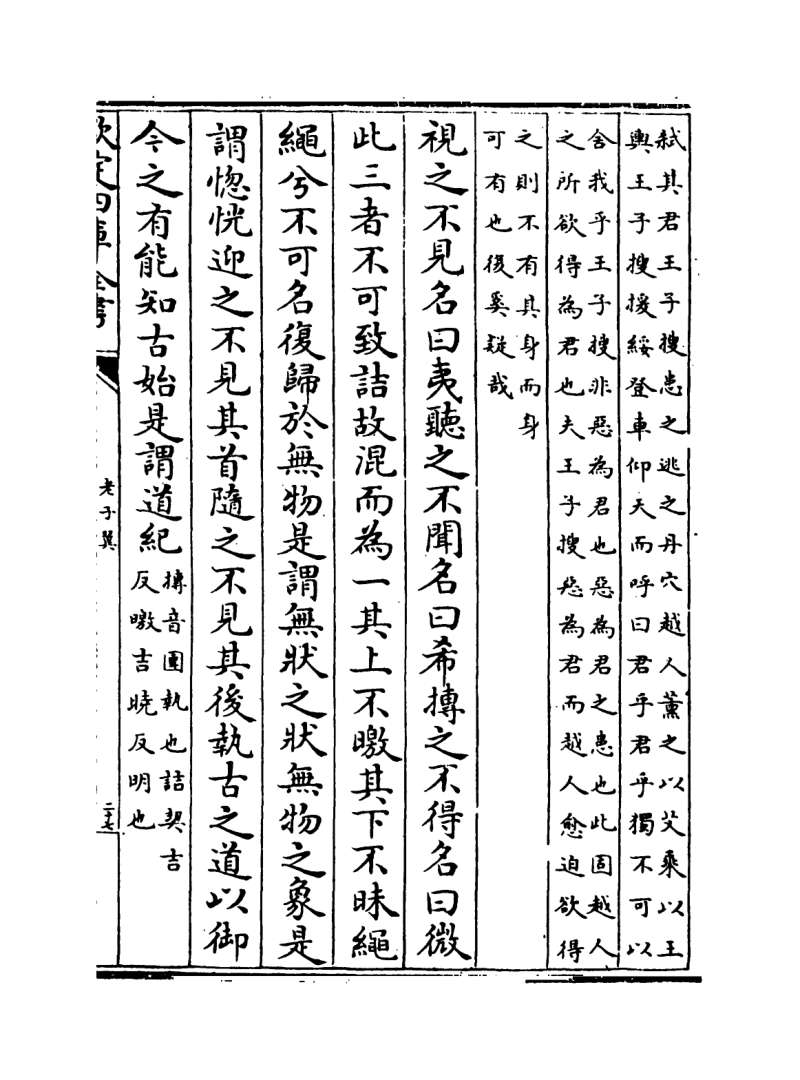 弑其君王子搜患之逃之丹穴越人薰之以艾乗以王
輿王子搜援綏登車仰天而呼曰君乎君乎獨不可以
舍我乎王子搜非惡為君也惡為君之患也此固越人
之所欲得為君也夫王子搜惡為君而越人愈迫欲得
之則不有其身而身
可有也復奚疑哉
視之不見名曰夷聽之不聞名曰希摶之不得名曰微
此三者不可致詰故混而為一其上不皦其下不昧繩
繩兮不可名復歸於無物是謂無狀之狀無物之象是
謂惚恍迎之不見其首隨之不見其後執古之道以御
今之有能知古始是謂道紀
摶音團執也詰契吉
反皦吉曉反明也
欽定四庫全書
老子翼
二十七